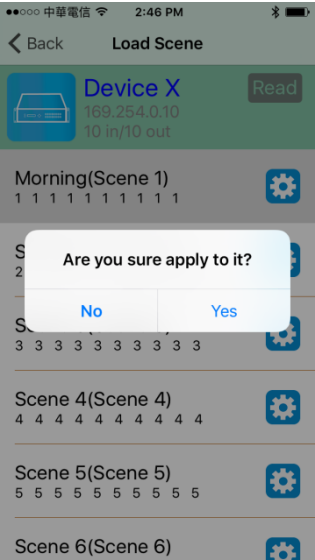 中華電信 2:46 PM
Back Load Scene
Device X Read
169.254.0.10
10 in/10 out
Morning(Scene 1)
1 1 1 1 1 1 1 1 1 1
Are you sure apply to it?
No Yes
3 3 3 3 3 3 3 3 3 3
Scene 4(Scene 4)
4 4 4 4 4 4 4 4 4 4
Scene 5(Scene 5)
5 5 5 5 5 5 5 5 5 5
Scene 6(Scene 6)